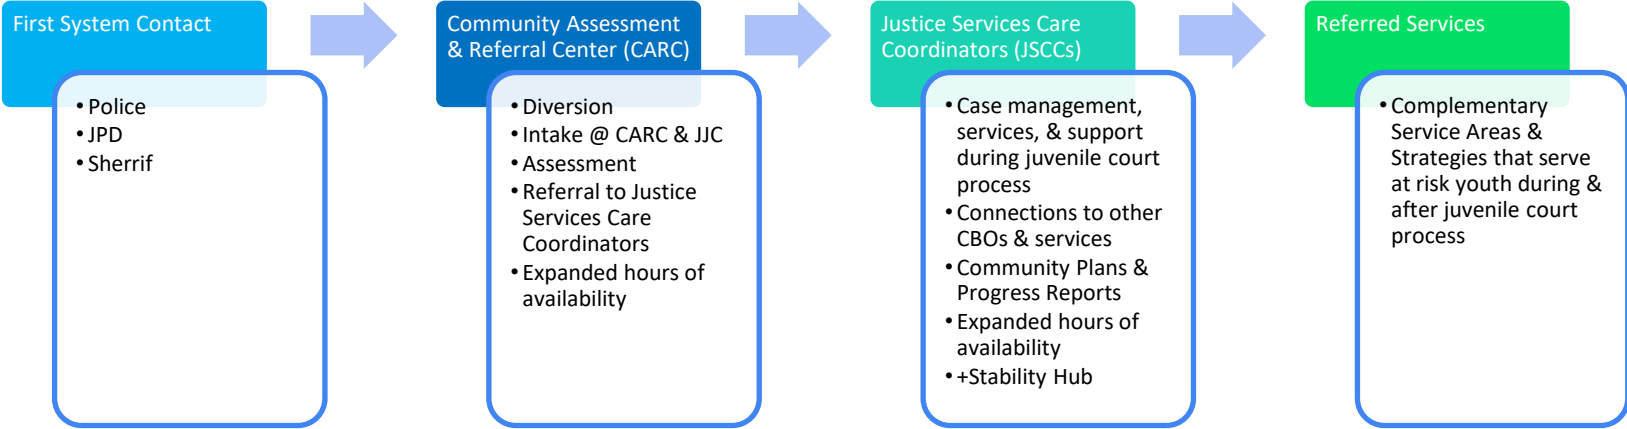 First System Contact
• Police
• JPD
• Sherrif
Community Assessment
& Referral Center (CARC)
• Diversion
• Intake @ CARC & JJC
• Assessment
• Referral to Justice
Services Care
Coordinators
• Expanded hours of
availability
Justice Services Care
Coordinators (JSCCs)
• Case management,
services, & support
during juvenile court
process
• Connections to other
CBOs & services
• Community Plans &
Progress Reports
• Expanded hours of
availability
• +Stability Hub
Referred Services
• Complementary
Service Areas &
Strategies that serve
at risk youth during &
after juvenile court
process